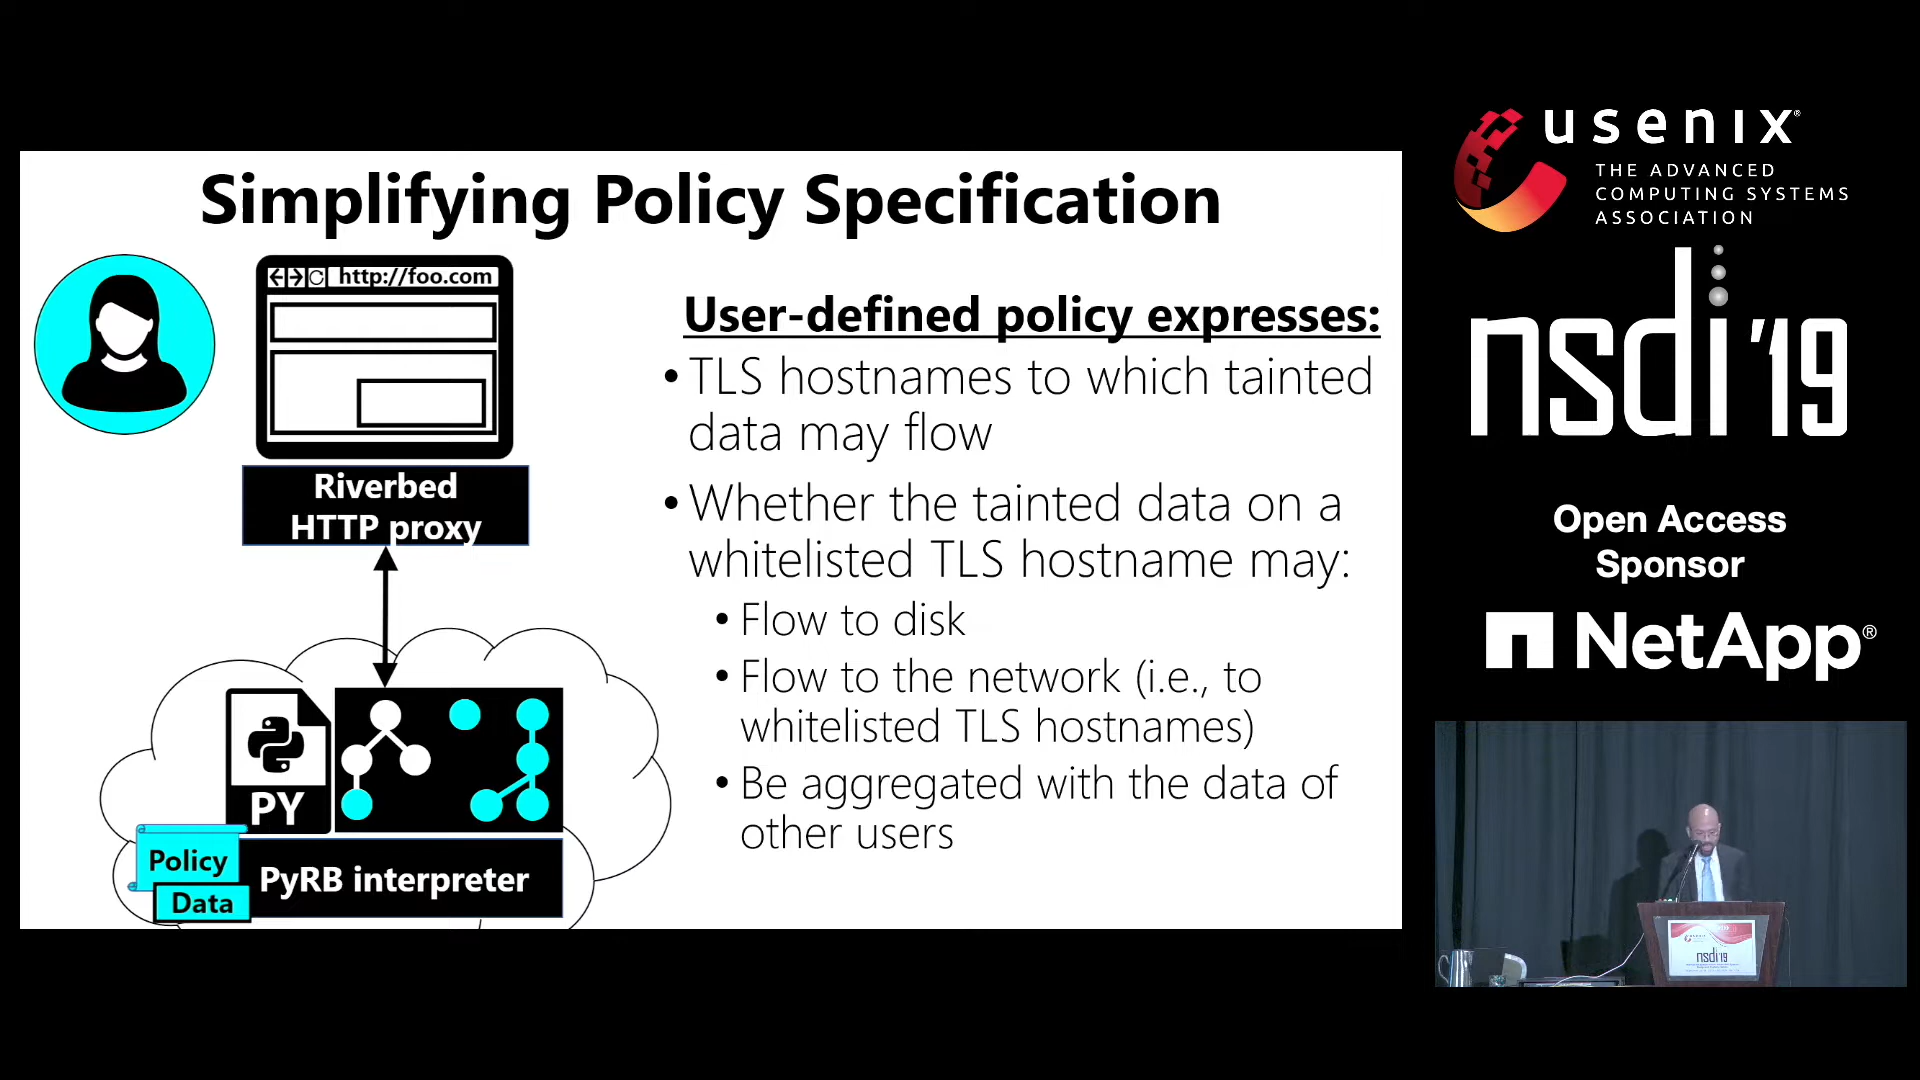 Simplifying Policy Specification
http://foo.com
Riverbed
HTTP proxy
PY
Policy
Data
PyRB interpreter
User-defined policy expresses:
• TLS hostnames to which tainted
data may flow
• Whether the tainted data on a
whitelisted TLS hostname may:
• Flow to disk
• Flow to the network (i.e., to
whitelisted TLS hostnames)
• Be aggregated with the data of
other users
usenix®
THE ADVANCED
COMPUTING SYSTEMS
ASSOCIATION
nsdi '19
Open Access
Sponsor
NetApp®
usenix
nsdi'19